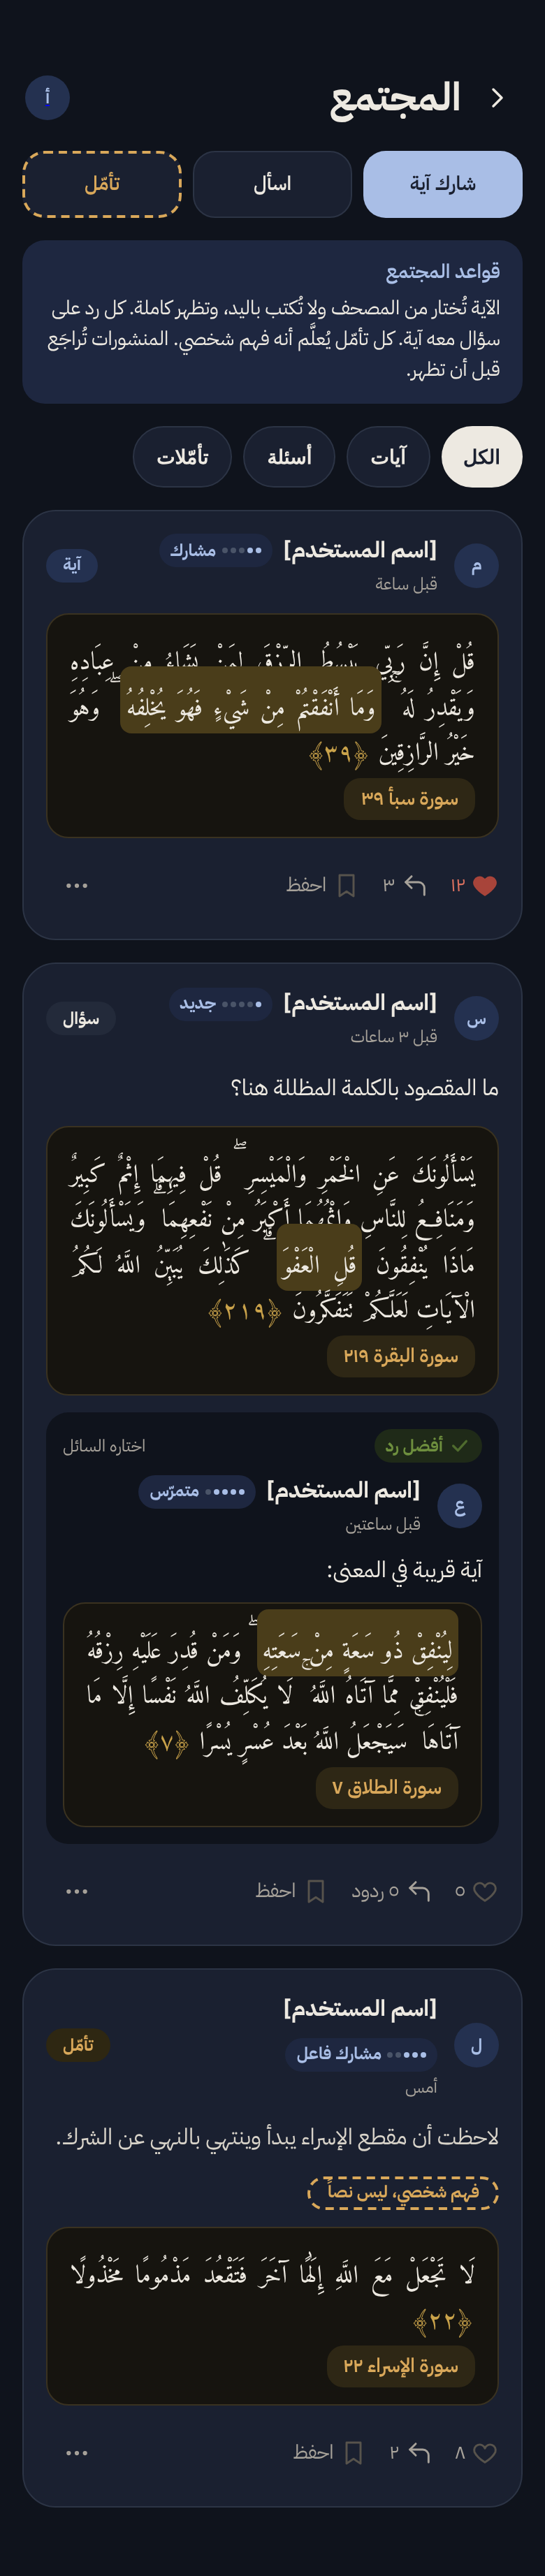 المجتمع
أ
شارك آية
اسأل
تأمّل
قواعد المجتمع
الآية تُختار من المصحف ولا تُكتب باليد، وتظهر كاملة. كل رد على
سؤال معه آية. كل تأمّل يُعلَّم أنه فهم شخصي. المنشورات تُراجَع
قبل أن تظهر.
الكل
آيات
أسئلة
تأمّلات
م
[اسم المستخدم]
مشارك
قبل ساعة
آية
قُلْ إِنَّ رَبِّي يَبْسُطُ الرِّزْقَ لِمَنْ يَشَاءُ مِنْ عِبَادِهِ
وَيَقْدِرُ لَهُ ۚ وَمَا أَنْفَقْتُمْ مِنْ شَيْءٍ فَهُوَ يُخْلِفُهُ ۖ وَهُوَ
خَيْرُ الرَّازِقِينَ ﴿٣٩﴾
سورة سبأ ٣٩
١٢
٣
احفظ
س
[اسم المستخدم]
جديد
قبل ٣ ساعات
سؤال
ما المقصود بالكلمة المظللة هنا؟
يَسْأَلُونَكَ عَنِ الْخَمْرِ وَالْمَيْسِرِ ۖ قُلْ فِيهِمَا إِثْمٌ كَبِيرٌ
وَمَنَافِعُ لِلنَّاسِ وَإِثْمُهُمَا أَكْبَرُ مِنْ نَفْعِهِمَا ۗ وَيَسْأَلُونَكَ
مَاذَا يُنْفِقُونَ قُلِ الْعَفْوَ ۗ كَذَٰلِكَ يُبَيِّنُ اللَّهُ لَكُمُ
الْآيَاتِ لَعَلَّكُمْ تَتَفَكَّرُونَ ﴿٢١٩﴾
سورة البقرة ٢١٩
أفضل رد
اختاره السائل
ع
[اسم المستخدم]
متمرّس
قبل ساعتين
آية قريبة في المعنى:
لِيُنْفِقْ ذُو سَعَةٍ مِنْ سَعَتِهِ ۖ وَمَنْ قُدِرَ عَلَيْهِ رِزْقُهُ
فَلْيُنْفِقْ مِمَّا آتَاهُ اللَّهُ ۚ لَا يُكَلِّفُ اللَّهُ نَفْسًا إِلَّا مَا
آتَاهَا ۚ سَيَجْعَلُ اللَّهُ بَعْدَ عُسْرٍ يُسْرًا ﴿٧﴾
سورة الطلاق ٧
٥
٥ ردود
احفظ
ل
[اسم المستخدم]
مشارك فاعل
أمس
تأمّل
لاحظت أن مقطع الإسراء يبدأ وينتهي بالنهي عن الشرك.
فهم شخصي، ليس نصاً
لَا تَجْعَلْ مَعَ اللَّهِ إِلَٰهًا آخَرَ فَتَقْعُدَ مَذْمُومًا مَخْذُولًا
﴿٢٢﴾
سورة الإسراء ٢٢
٨
٢
احفظ